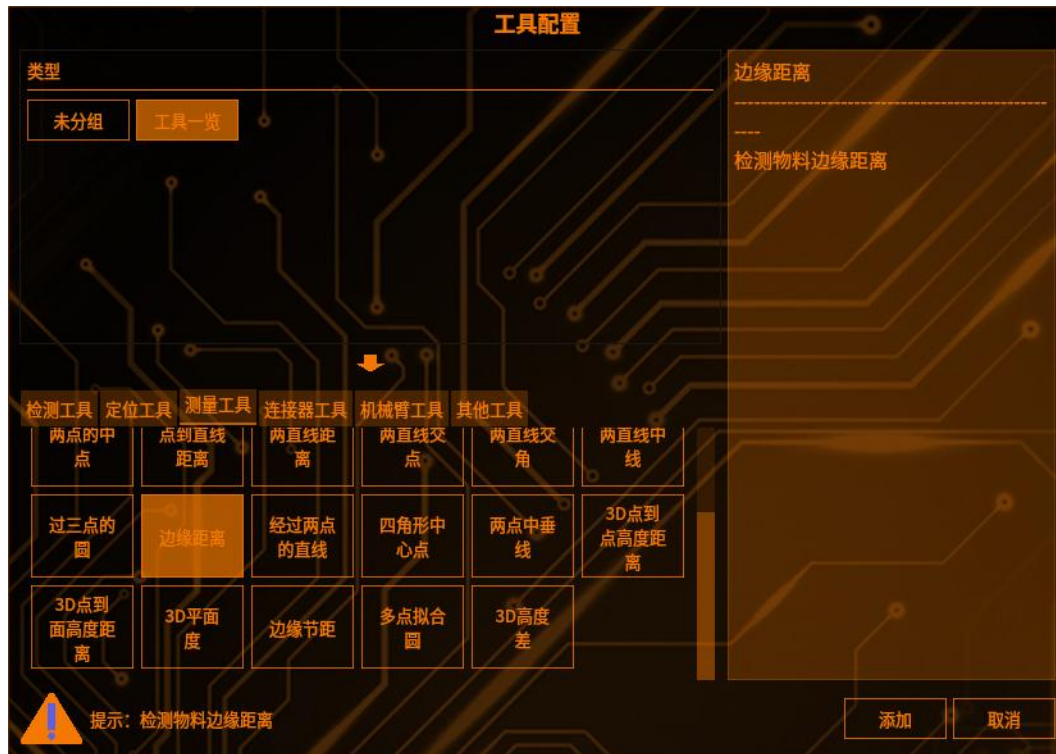 工具配置
类型
未分组
工具一览
边缘距离
----------------------------------------------
----
检测物料边缘距离
检测工具
定位工具
测量工具
连接器工具
机械臂工具
其他工具
两点的中
点
点到直线
距离
两直线距
离
两直线交
点
两直线交
角
两直线中
线
过三点的
圆
边缘距离
经过两点
的直线
四角形中
心点
两点中垂
线
3D点到
点高度距
离
3D点到
面高度距
离
3D平面
度
边缘节距
多点拟合
圆
3D高度
差
提示：检测物料边缘距离
添加
取消